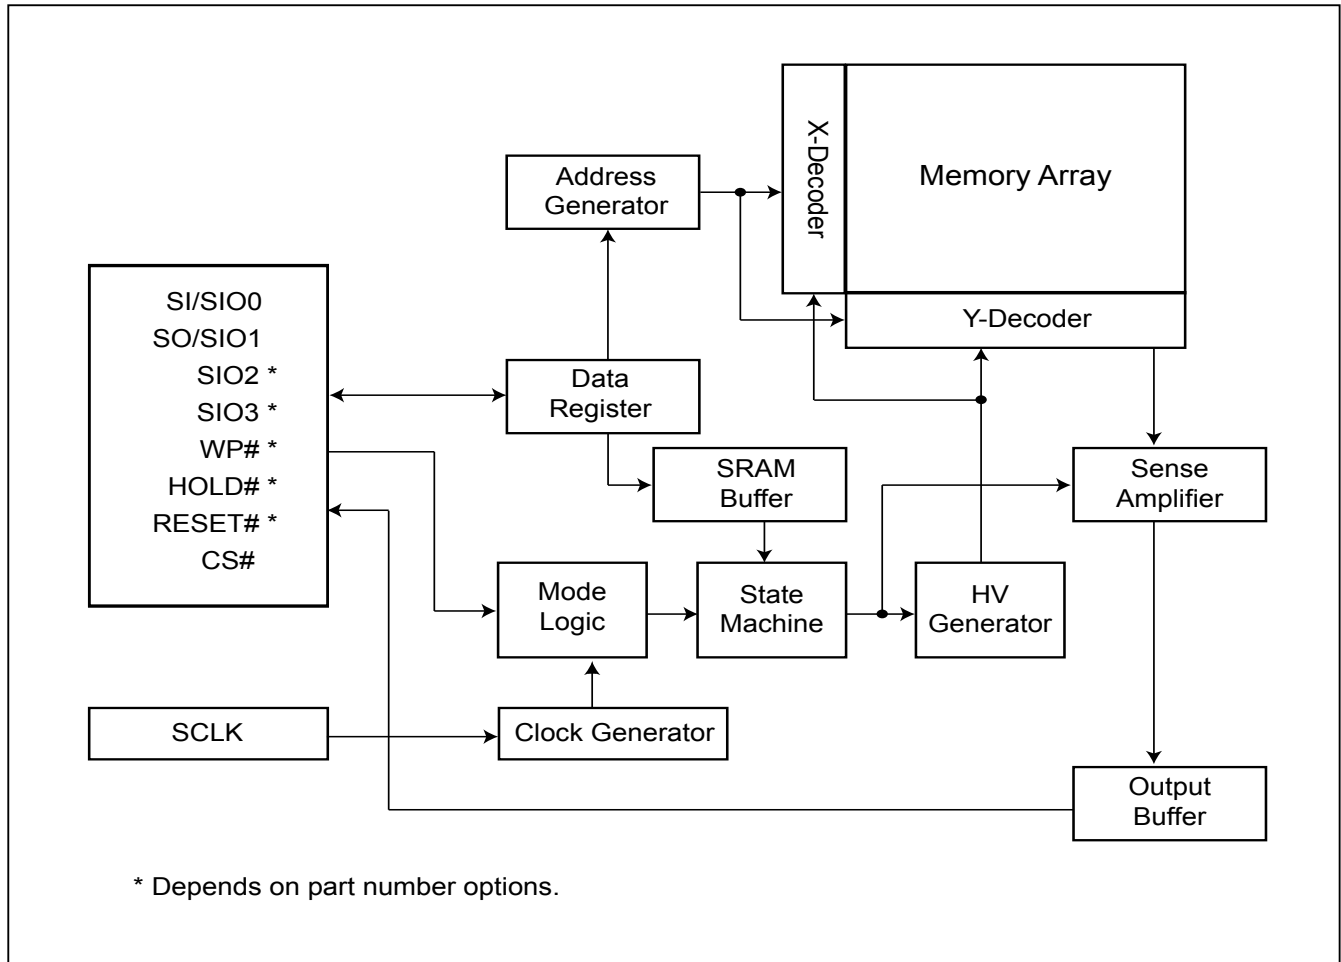 X-Decoder
Memory Array
Address
Generator
Y-Decoder
SI/SIO0
SO/SIO1
SIO2 *
SIO3 *
WP# *
HOLD# *
RESET# *
CS#
Data
Register
SRAM
Buffer
Sense
Amplifier
Mode
Logic
State
Machine
HV
Generator
SCLK
Clock Generator
Output
Buffer
* Depends on part number options.